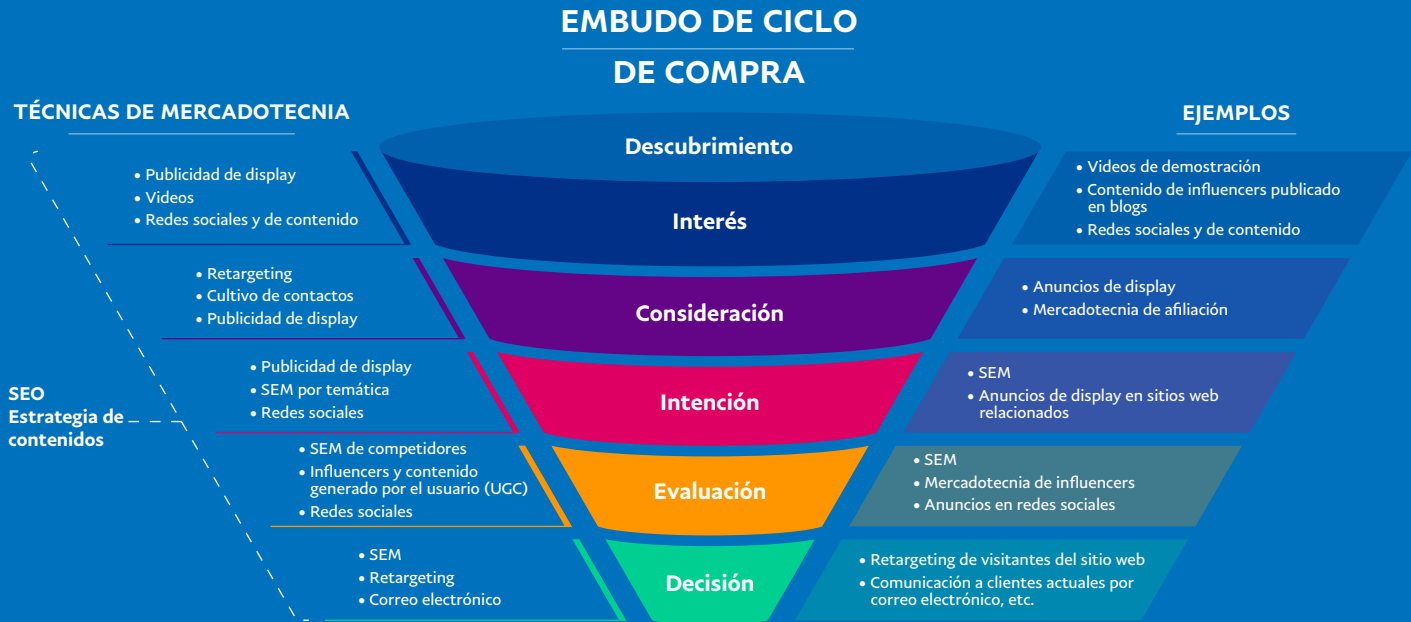 EMBUDO DE CICLO
DE COMPRA
TÉCNICAS DE MERCADOTECNIA
EJEMPLOS
Descubrimiento
• Publicidad de display
• Videos
• Redes sociales y de contenido
Interés
• Videos de demostración
• Contenido de influencers publicado
en blogs
• Redes sociales y de contenido
• Retargeting
• Cultivo de contactos
• Publicidad de display
Consideración
• Anuncios de display
• Mercadotecnia de afiliación
• Publicidad de display
• SEM por temática
• Redes sociales
Intención
• SEM
• Anuncios de display en sitios web
relacionados
SEO
Estrategia de
contenidos
• SEM de competidores
• Influencers y contenido
generado por el usuario (UGC)
• Redes sociales
Evaluación
• SEM
• Mercadotecnia de influencers
• Anuncios en redes sociales
• SEM
• Retargeting
• Correo electrónico
Decisión
• Retargeting de visitantes del sitio web
• Comunicación a clientes actuales por
correo electrónico, etc.